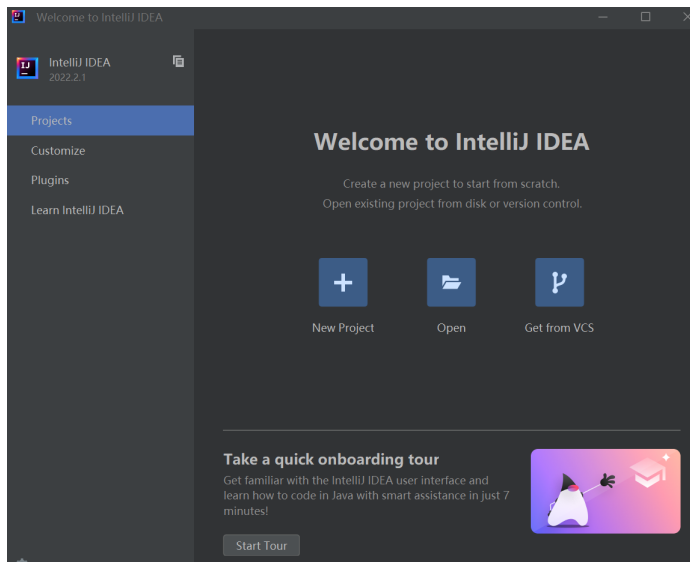 Welcome to IntelliJ IDEA
IntelliJ IDEA
2022.2.1
Projects
Customize
Plugins
Learn IntelliJ IDEA
Welcome to IntelliJ IDEA
Create a new project to start from scratch.
Open existing project from disk or version control.
New Project
Open
Get from VCS
Take a quick onboarding tour
Get familiar with the IntelliJ IDEA user interface and
learn how to code in Java with smart assistance in just 7
minutes!
Start Tour